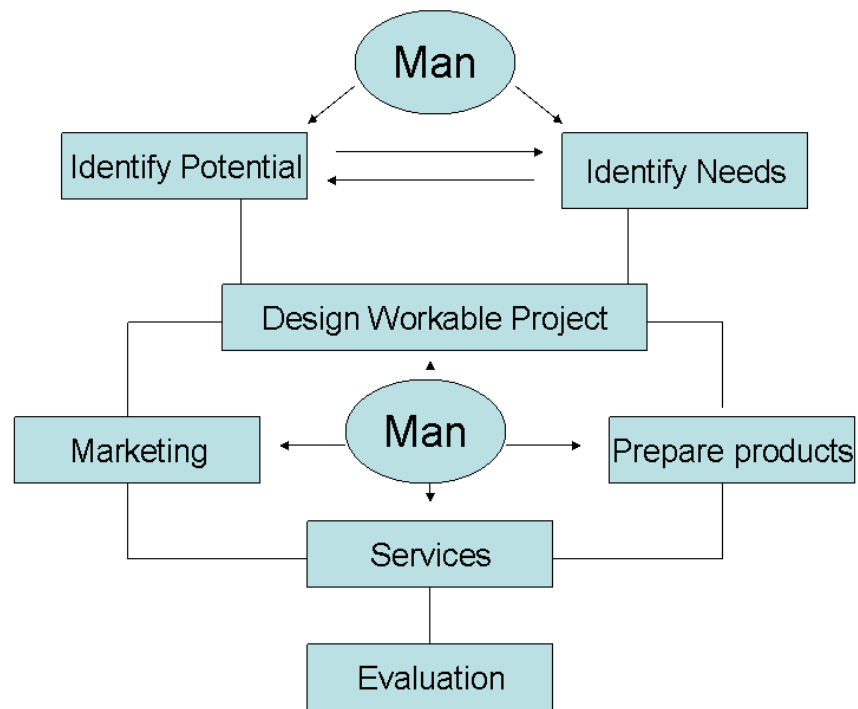 Man
Identify Potential
Identify Needs
Design Workable Project
Man
Marketing
Prepare products
Services
Evaluation